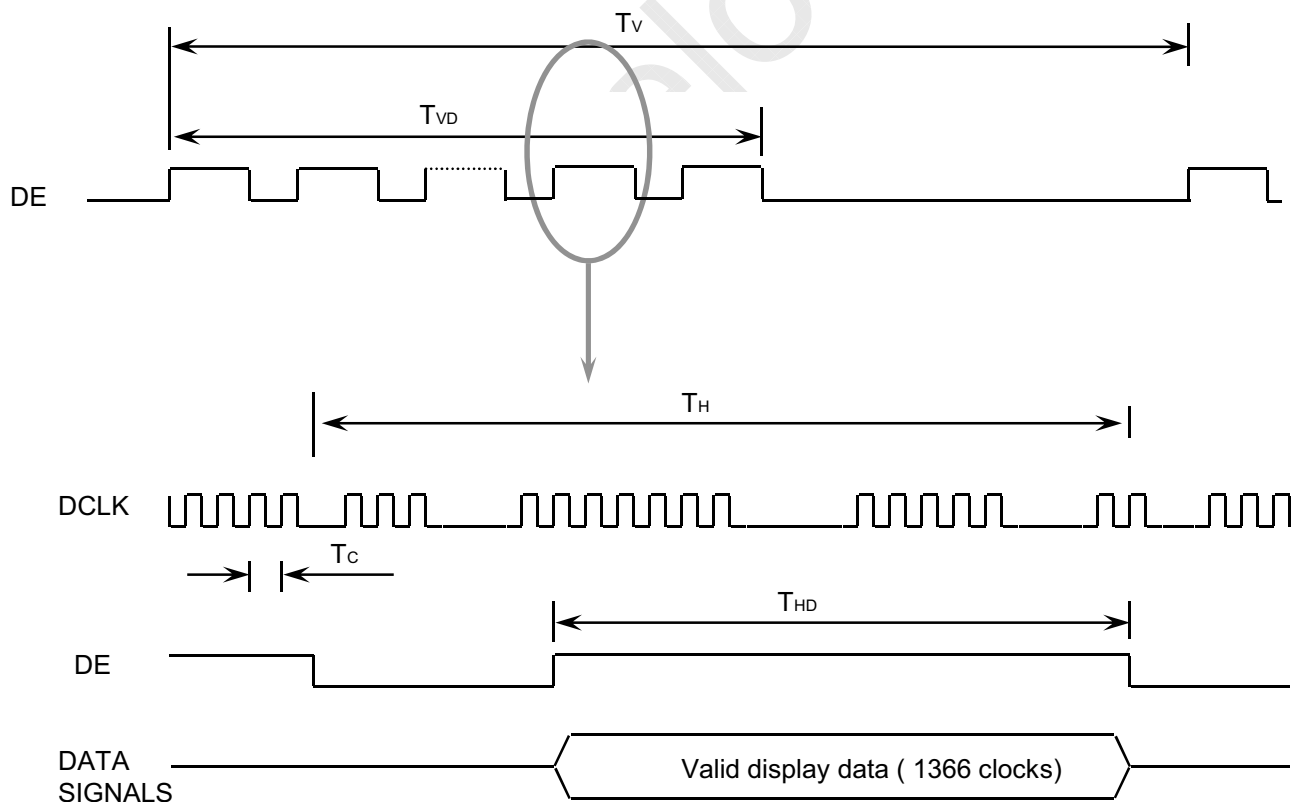 TV
TVD
DE
TH
DCLK
TC
THD
DE
DATA
SIGNALS
Valid display data ( 1366 clocks)